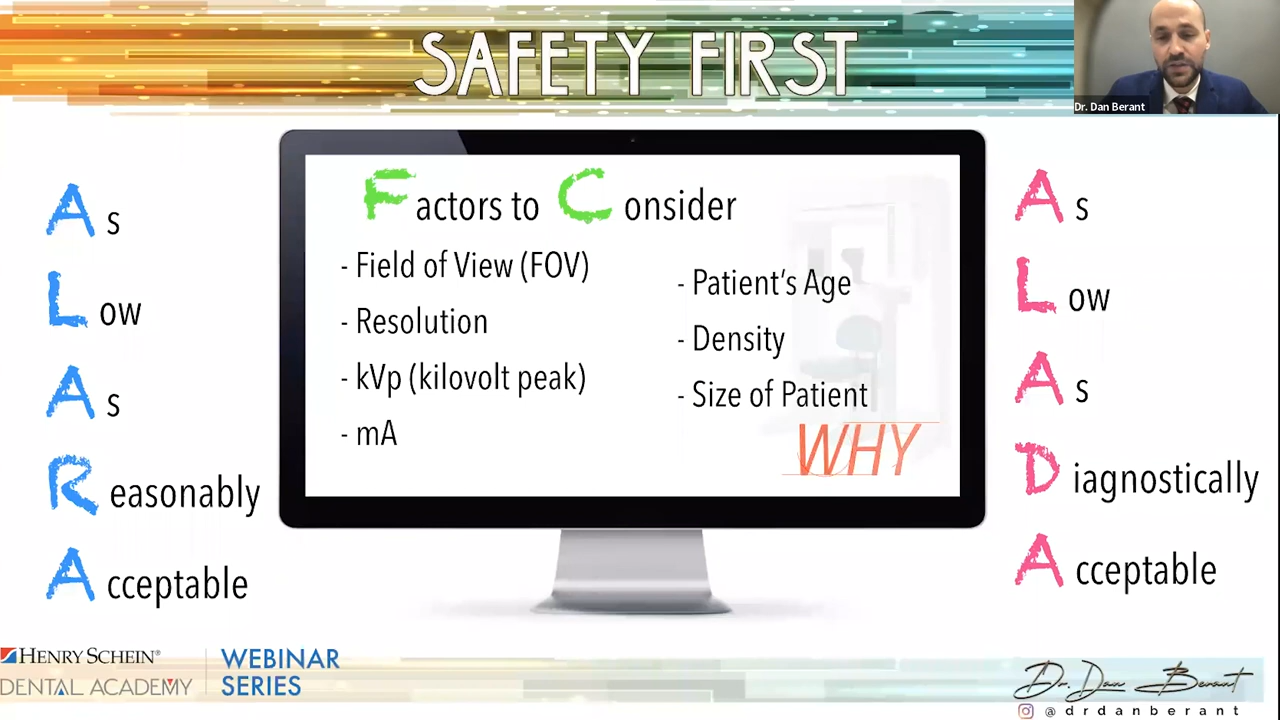 SAFETY FIRST
Dr. Dan Berant
As
Low
As
Reasonably
Acceptable
Factors to Consider
- Field of View (FOV)
- Resolution
- kVp (kilovolt peak)
- mA
- Patient’s Age
- Density
- Size of Patient
WHY
As
Low
As
Diagnostically
Acceptable
HENRY SCHEIN®
DENTAL ACADEMY
WEBINAR
SERIES
Dr. Dan Berant
@drdanberant